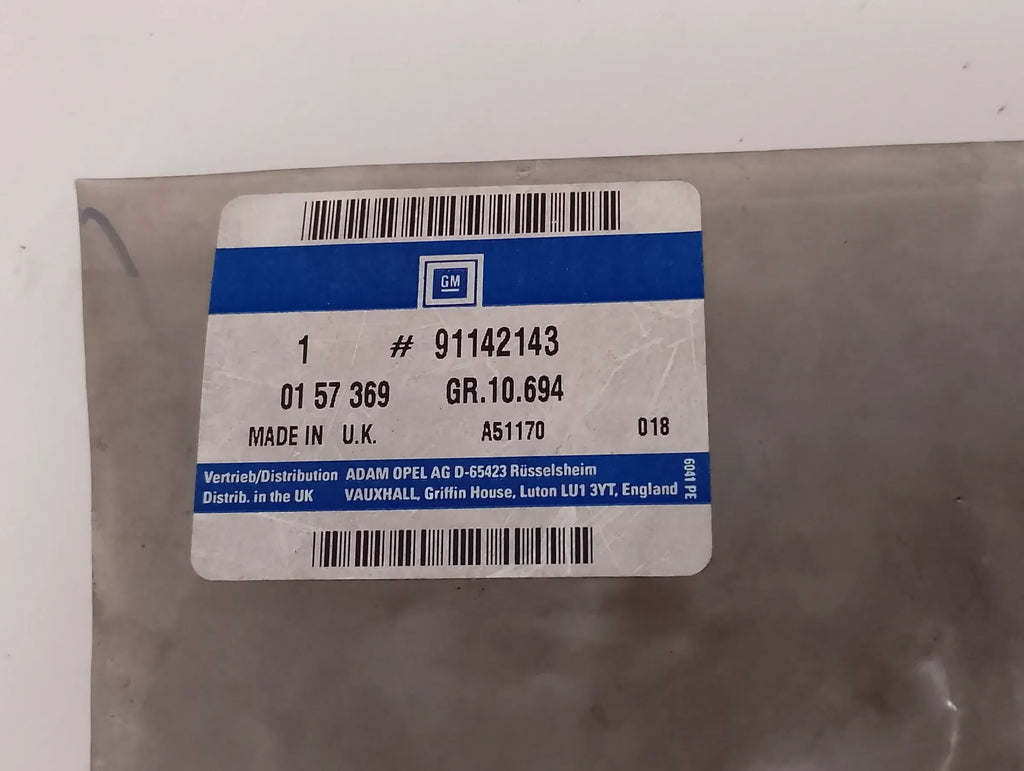 GM
1 # 91142143
01 57 369 GR.10.694
MADE IN U.K. A51170 018
Vertrieb/Distribution ADAM OPEL AG D-65423 Rüsselsheim
Distrib. in the UK VAUXHALL, Griffin House, Luton LU1 3YT, England
6041 PE